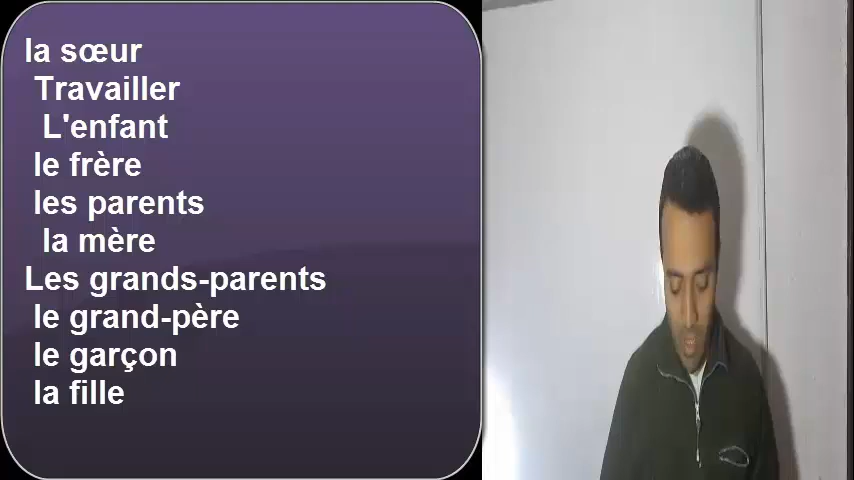 la sœur
Travailler
L'enfant
le frère
les parents
la mère
Les grands-parents
le grand-père
le garçon
la fille